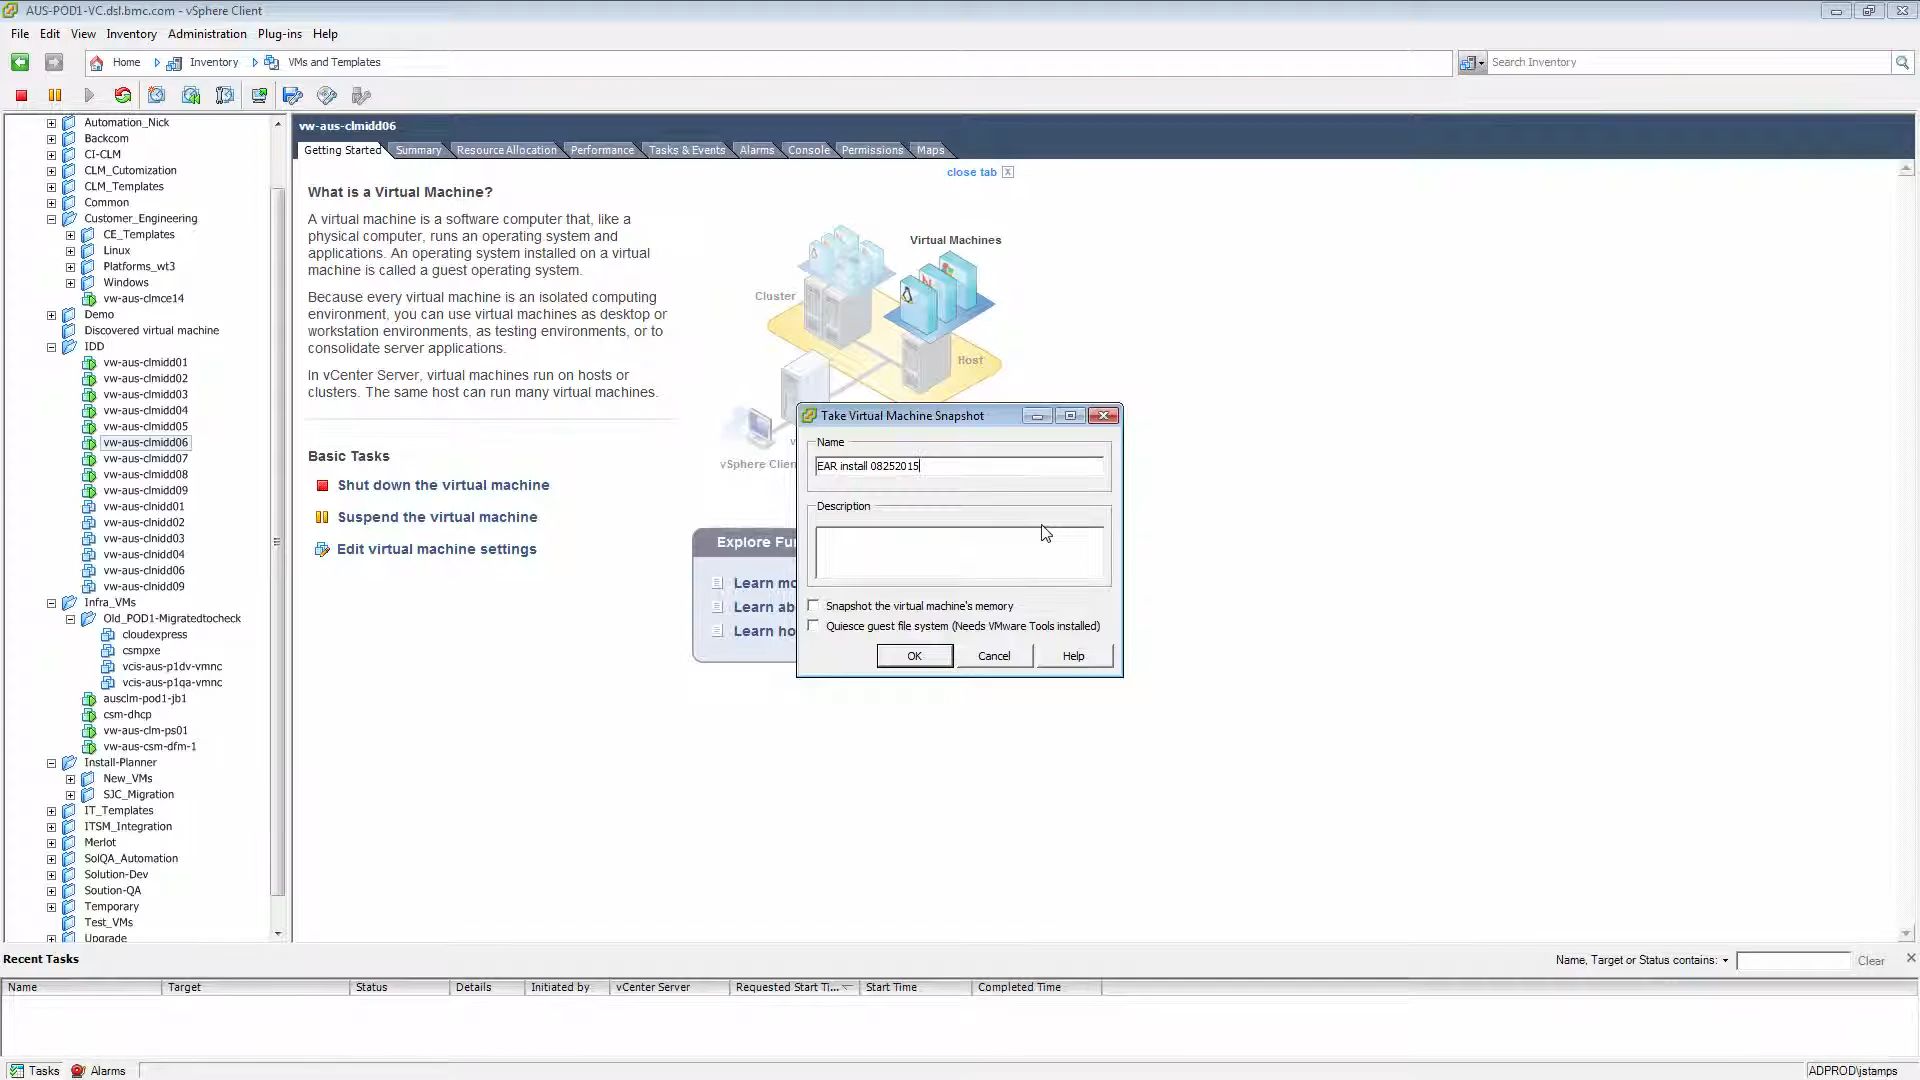 AUS-POD1-VC.dsl.bmc.com - vSphere Client
File Edit View Inventory Administration Plug-ins Help
Home Inventory VMs and Templates
Search Inventory
Automation_Nick
Backcom
CI-CLM
CLM_Cutomization
CLM_Templates
Common
Customer_Engineering
CE_Templates
Linux
Platforms_wt3
Windows
vw-aus-clmce14
Demo
Discovered virtual machine
IDD
vw-aus-clmidd01
vw-aus-clmidd02
vw-aus-clmidd03
vw-aus-clmidd04
vw-aus-clmidd05
vw-aus-clmidd06
vw-aus-clmidd07
vw-aus-clmidd08
vw-aus-clmidd09
vw-aus-clnidd01
vw-aus-clnidd02
vw-aus-clnidd03
vw-aus-clnidd04
vw-aus-clnidd06
vw-aus-clnidd09
Infra_VMs
Old_POD1-Migratedtocheck
cloudexpress
csmpxe
vcis-aus-p1dv-vmnc
vcis-aus-p1qa-vmnc
ausclm-pod1-jb1
csm-dhcp
vw-aus-clm-ps01
vw-aus-csm-dfm-1
Install-Planner
New_VMs
SJC_Migration
IT_Templates
ITSM_Integration
Merlot
SolQA_Automation
Solution-Dev
Soution-QA
Temporary
Test_VMs
Upgrade
vw-aus-clmidd06
Getting Started Summary Resource Allocation Performance Tasks & Events Alarms Console Permissions Maps
close tab
What is a Virtual Machine?
A virtual machine is a software computer that, like a
physical computer, runs an operating system and
applications. An operating system installed on a virtual
machine is called a guest operating system.
Because every virtual machine is an isolated computing
environment, you can use virtual machines as desktop or
workstation environments, as testing environments, or to
consolidate server applications.
In vCenter Server, virtual machines run on hosts or
clusters. The same host can run many virtual machines.
Basic Tasks
Shut down the virtual machine
Suspend the virtual machine
Edit virtual machine settings
Virtual Machines
Cluster
Host
vSphere Clien
Explore Fu
Learn mo
Learn ab
Learn ho
Take Virtual Machine Snapshot
Name
EAR install 08252015
Description
Snapshot the virtual machine's memory
Quiesce guest file system (Needs VMware Tools installed)
OK Cancel Help
Recent Tasks
Name, Target or Status contains: Clear
Name Target Status Details Initiated by vCenter Server Requested Start Ti... Start Time Completed Time
Tasks Alarms
ADPROD\jstamps